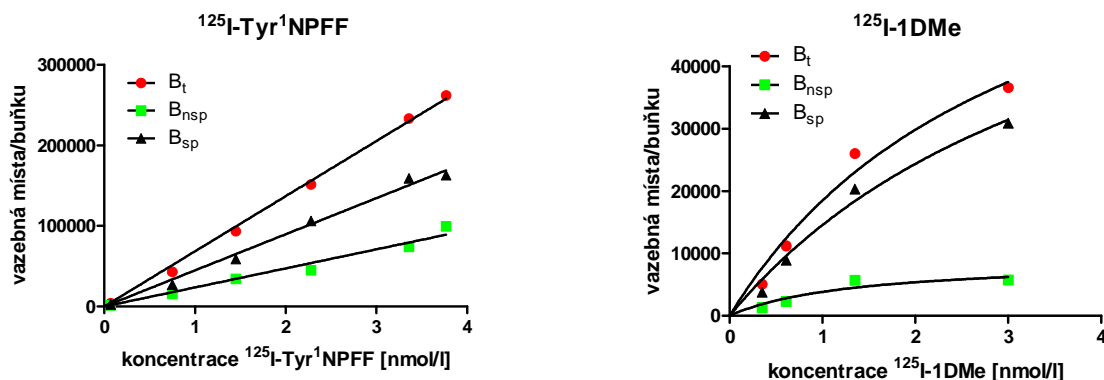 ¹²⁵I-Tyr¹NPFF
300000
200000
100000
0
Bt
Bnsp
Bsp
vazebná místa/buňku
0 1 2 3 4
koncentrace ¹²⁵I-Tyr¹NPFF [nmol/l]
¹²⁵I-1DMe
40000
30000
20000
10000
0
Bt
Bnsp
Bsp
vazebná místa/buňku
0 1 2 3 4
koncentrace ¹²⁵I-1DMe [nmol/l]